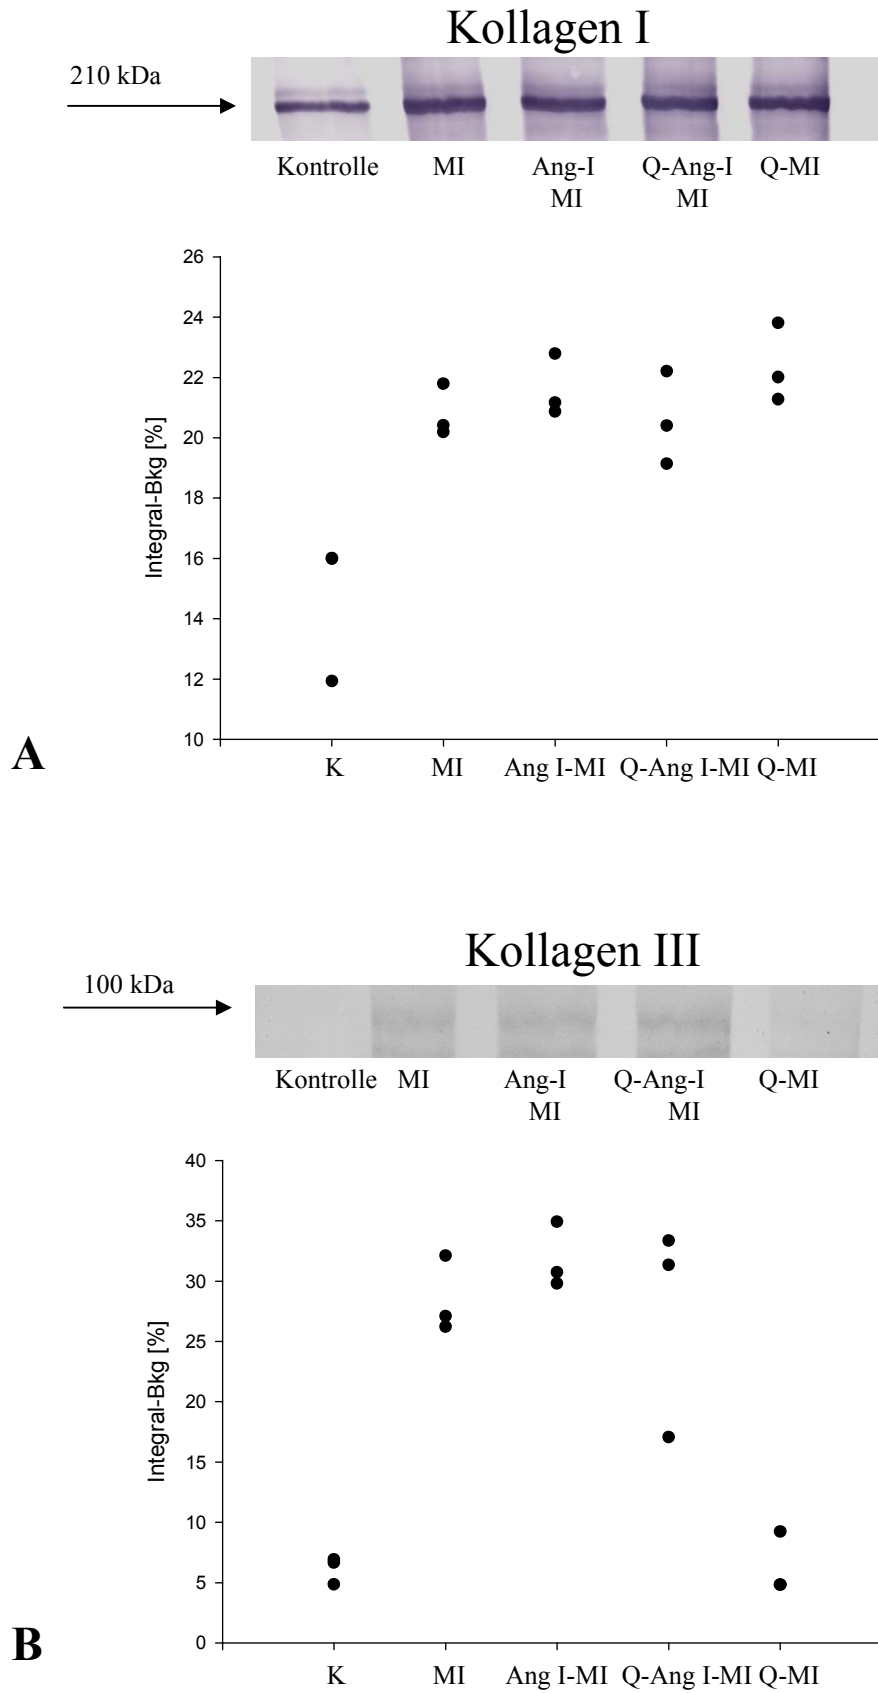 Kollagen I
210 kDa
Kontrolle MI Ang-I Q-Ang-I Q-MI
MI MI
26
24
22
20
18
16
14
12
10
Integral-Bkg [%]
A
K MI Ang I-MI Q-Ang I-MI Q-MI
Kollagen III
100 kDa
Kontrolle MI Ang-I Q-Ang-I Q-MI
MI MI
40
35
30
25
20
15
10
5
0
Integral-Bkg [%]
B
K MI Ang I-MI Q-Ang I-MI Q-MI